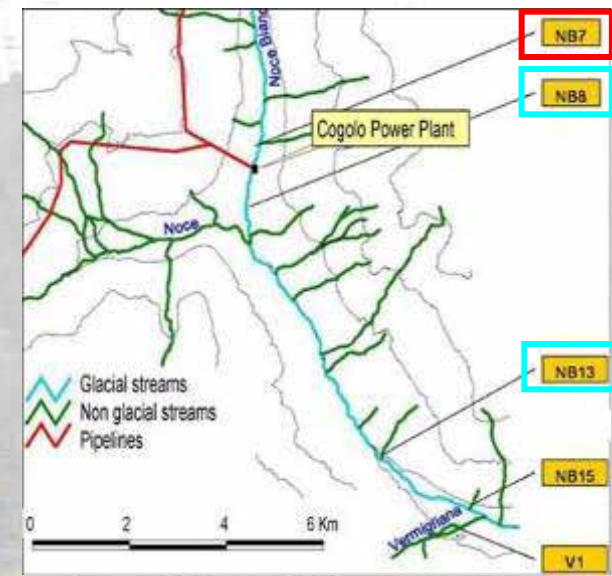 Noce Bianc
NB7
NB8
Cogolo Power Plant
Noce
NB13
Glacial streams
Non glacial streams
Pipelines
NB15
0 2 4 6 Km
Vermigliana
V1